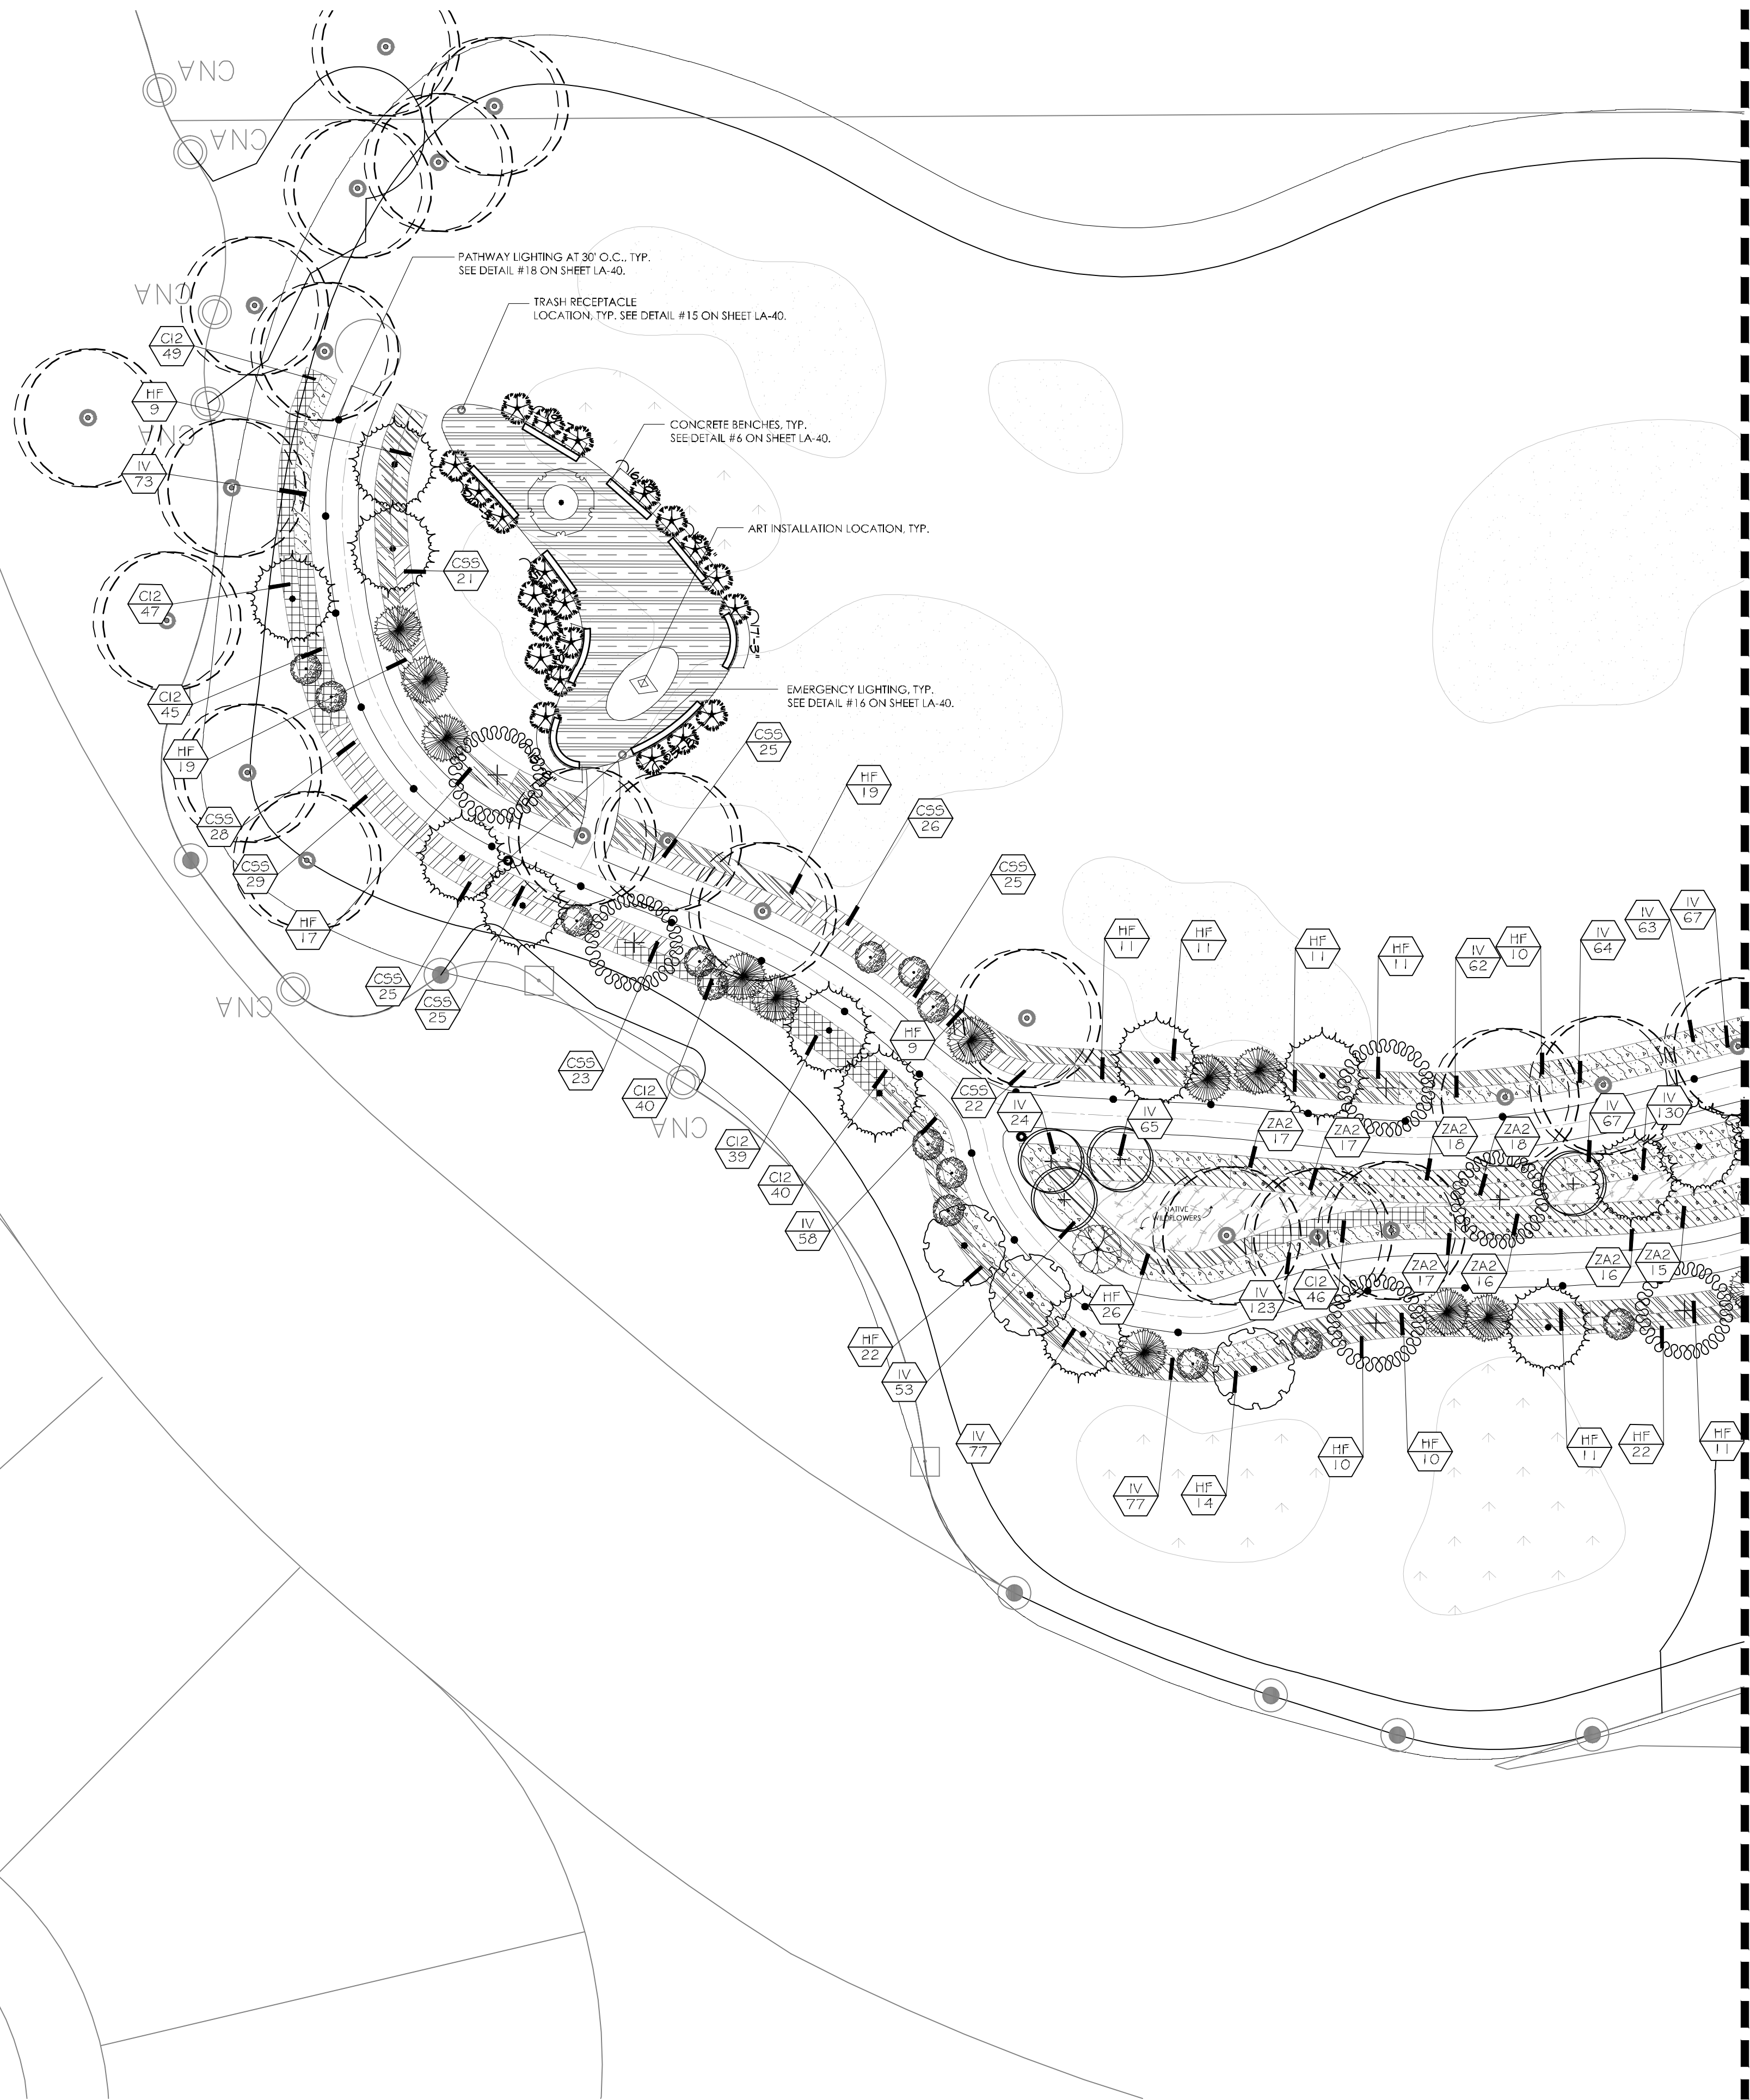 CNA
CNA
PATHWAY LIGHTING AT 30' O.C., TYP.
SEE DETAIL #18 ON SHEET LA-40.
CNA
TRASH RECEPTACLE
LOCATION, TYP. SEE DETAIL #15 ON SHEET LA-40.
CI2
49
HF
9
CNA
CONCRETE BENCHES, TYP.
SEE DETAIL #6 ON SHEET LA-40.
IV
73
ART INSTALLATION LOCATION, TYP.
CSS
21
CI2
47
17'-3"
CI2
45
EMERGENCY LIGHTING, TYP.
SEE DETAIL #16 ON SHEET LA-40.
HF
19
CSS
25
HF
19
CSS
28
CSS
26
CSS
29
CSS
25
HF
17
CSS
25
CSS
25
CNA
HF
11
HF
11
HF
11
HF
11
IV
62
HF
10
IV
64
IV
63
IV
67
HF
9
CSS
23
CI2
40
CNA
CSS
22
IV
24
IV
65
ZA2
17
ZA2
17
ZA2
18
ZA2
18
IV
67
IV
130
CI2
39
CI2
40
IV
58
NATIVE
WILDFLOWERS
HF
26
IV
123
CI2
46
ZA2
17
ZA2
16
ZA2
16
ZA2
15
HF
22
IV
53
IV
77
HF
10
HF
10
HF
11
HF
22
HF
11
IV
77
HF
14